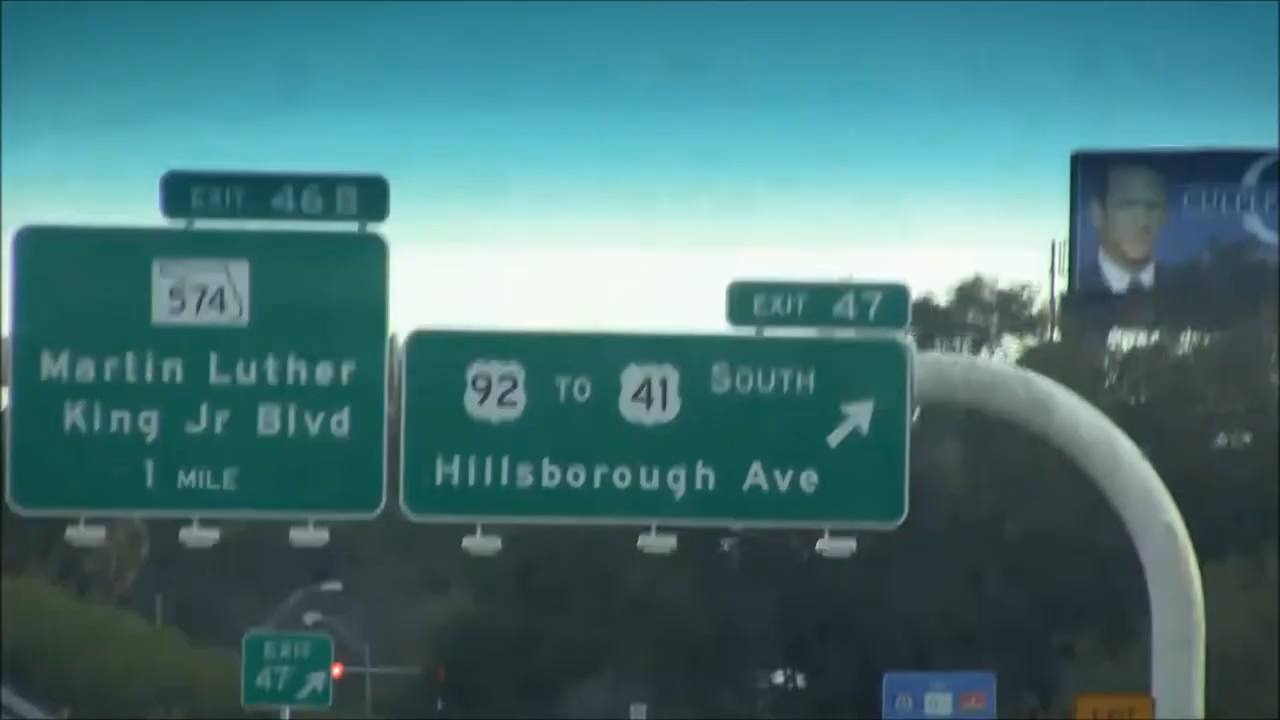 EXIT 46B
574
Martin Luther
King Jr Blvd
1 MILE
EXIT 47
92 TO 41 SOUTH
Hillsborough Ave
EXIT
47